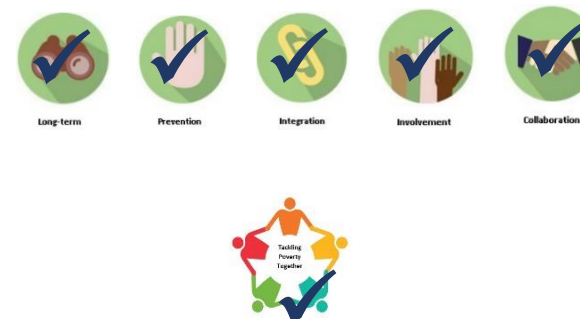 Long-term
Prevention
Integration
Involvement
Collaboration
Tackling
Poverty
Together